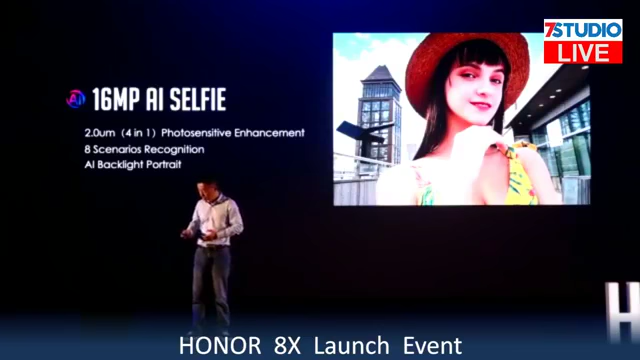 7STUDIO
LIVE
Ai 16MP AI SELFIE
2.0um (4 in 1) Photosensitive Enhancement
8 Scenarios Recognition
AI Backlight Portrait
H
HONOR 8X Launch Event